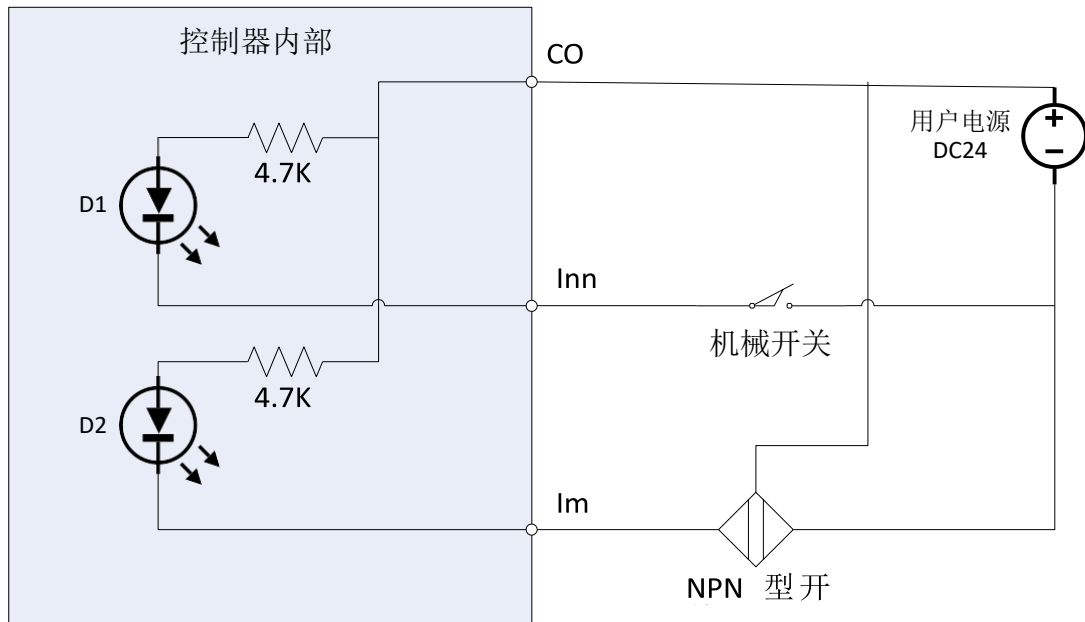 控制器内部
CO
用户电源
DC24
4.7K
D1
Inn
机械开关
4.7K
D2
Im
NPN 型开